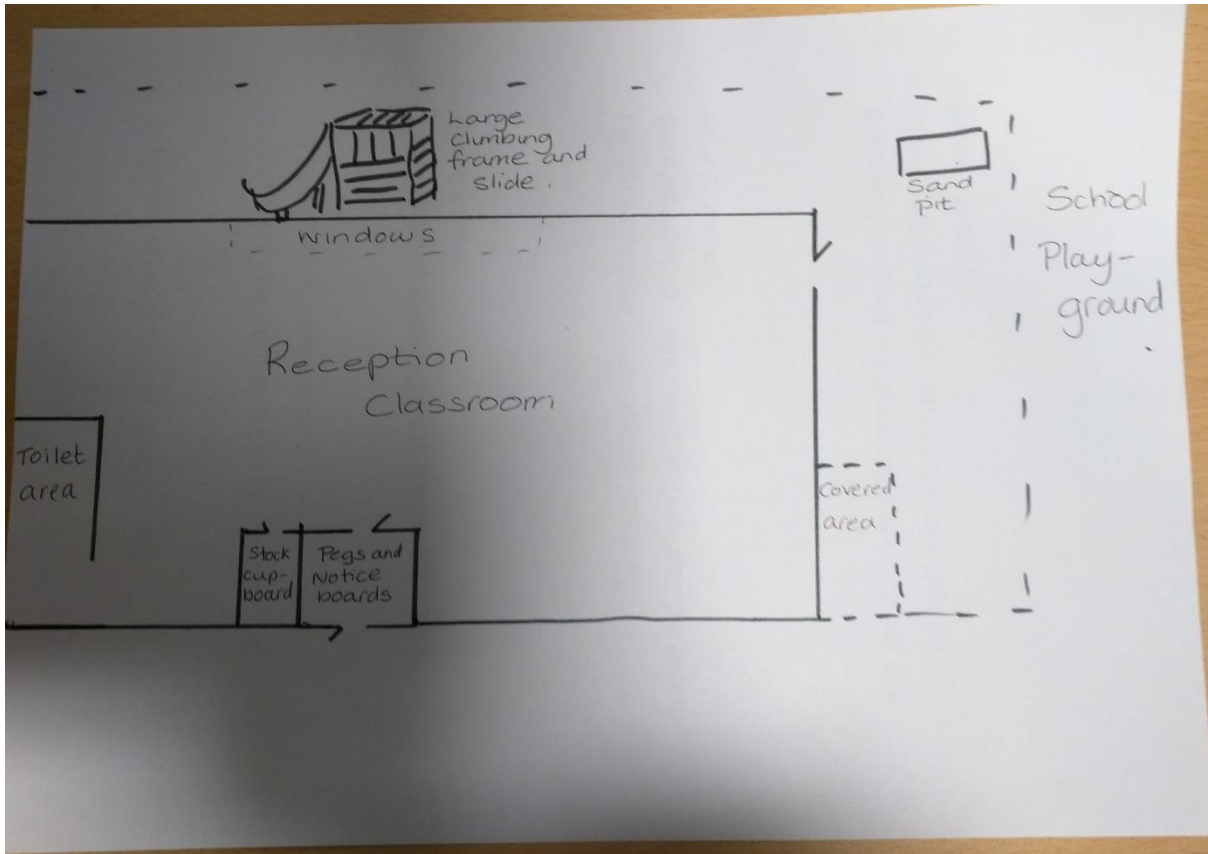 Large
climbing
frame and
slide.
Sand
pit
School
Play-
ground
windows
Reception
Classroom
Toilet
area
Stock
cup-
board
Pegs and
Notice
boards
Covered
area